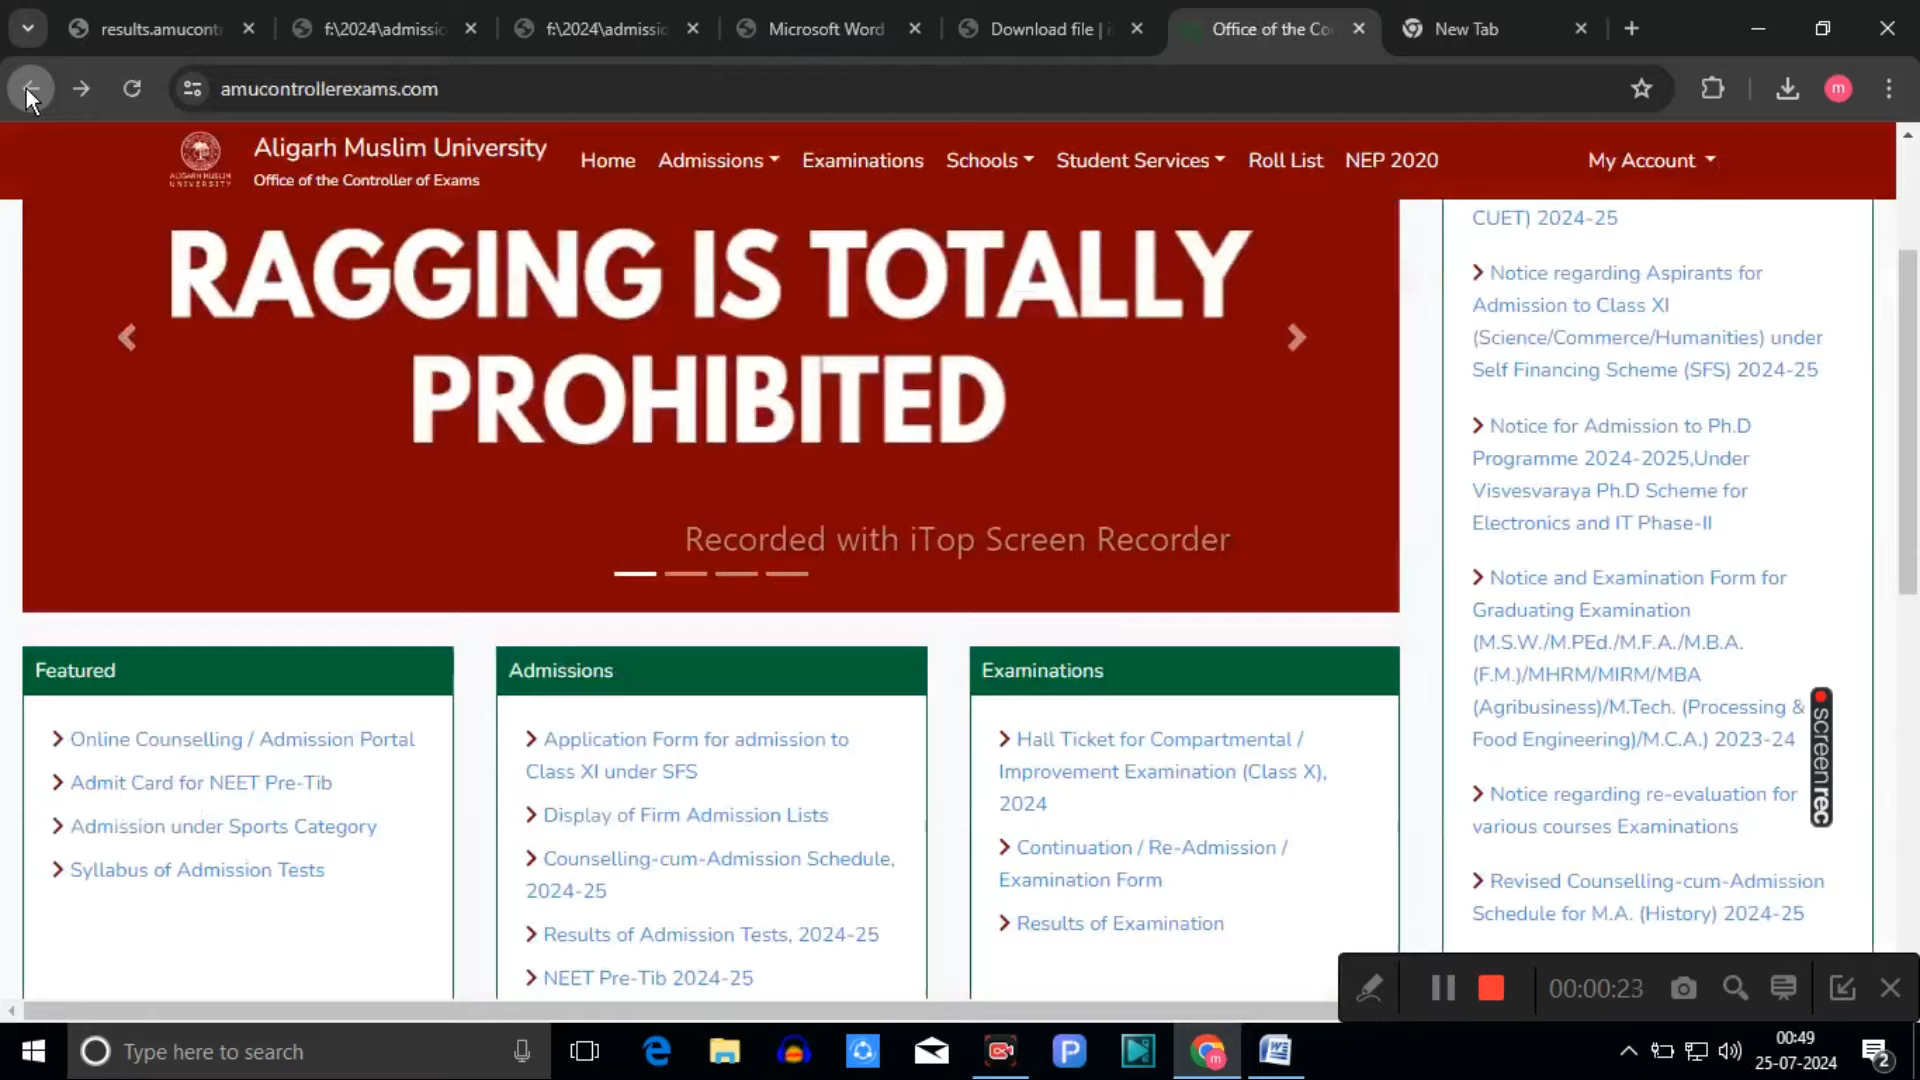 results.amucont
f:\2024\admissic
f:\2024\admissic
Microsoft Word
Download file |
Office of the Co
New Tab
amucontrollerexams.com
m
ALIGARH MUSLIM
UNIVERSITY
Aligarh Muslim University
Office of the Controller of Exams
Home
Admissions
Examinations
Schools
Student Services
Roll List
NEP 2020
My Account
RAGGING IS TOTALLY
PROHIBITED
Recorded with iTop Screen Recorder
CUET) 2024-25
Notice regarding Aspirants for
Admission to Class XI
(Science/Commerce/Humanities) under
Self Financing Scheme (SFS) 2024-25
Notice for Admission to Ph.D
Programme 2024-2025,Under
Visvesvaraya Ph.D Scheme for
Electronics and IT Phase-II
Notice and Examination Form for
Graduating Examination
(M.S.W./M.PEd./M.F.A./M.B.A.
(F.M.)/MHRM/MIRM/MBA
(Agribusiness)/M.Tech. (Processing &
Food Engineering)/M.C.A.) 2023-24
Notice regarding re-evaluation for
various courses Examinations
Revised Counselling-cum-Admission
Schedule for M.A. (History) 2024-25
Featured
Online Counselling / Admission Portal
Admit Card for NEET Pre-Tib
Admission under Sports Category
Syllabus of Admission Tests
Admissions
Application Form for admission to
Class XI under SFS
Display of Firm Admission Lists
Counselling-cum-Admission Schedule,
2024-25
Results of Admission Tests, 2024-25
NEET Pre-Tib 2024-25
Examinations
Hall Ticket for Compartmental /
Improvement Examination (Class X),
2024
Continuation / Re-Admission /
Examination Form
Results of Examination
screenrec
00:00:23
Type here to search
m
00:49
25-07-2024
2